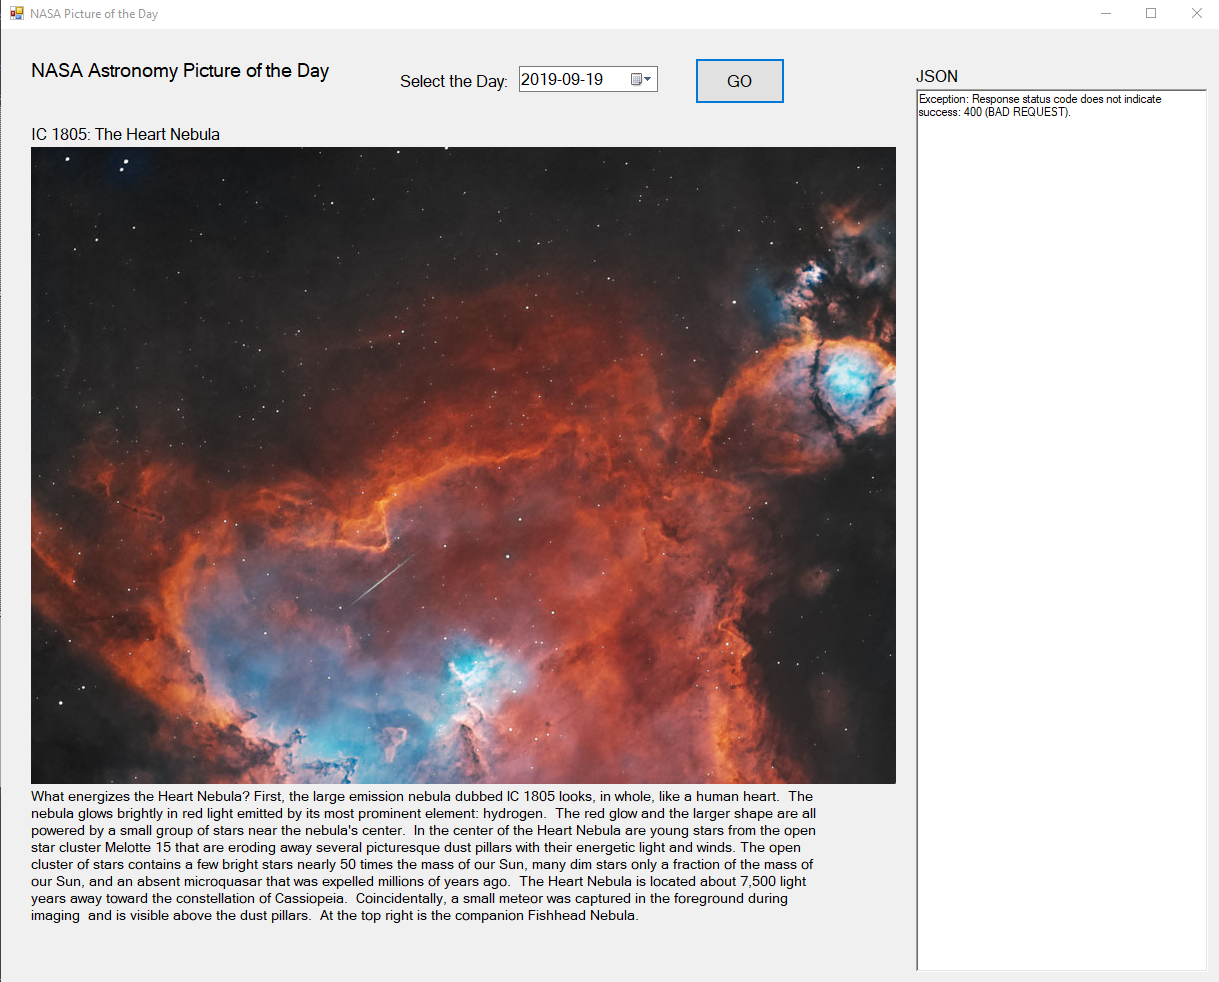 NASA Picture of the Day
NASA Astronomy Picture of the Day
Select the Day: 2019-09-19 GO
JSON
Exception: Response status code does not indicate
success: 400 (BAD REQUEST).
IC 1805: The Heart Nebula
What energizes the Heart Nebula? First, the large emission nebula dubbed IC 1805 looks, in whole, like a human heart.  The
nebula glows brightly in red light emitted by its most prominent element: hydrogen.  The red glow and the larger shape are all
powered by a small group of stars near the nebula's center.  In the center of the Heart Nebula are young stars from the open
star cluster Melotte 15 that are eroding away several picturesque dust pillars with their energetic light and winds. The open
cluster of stars contains a few bright stars nearly 50 times the mass of our Sun, many dim stars only a fraction of the mass of
our Sun, and an absent microquasar that was expelled millions of years ago.  The Heart Nebula is located about 7,500 light
years away toward the constellation of Cassiopeia.  Coincidentally, a small meteor was captured in the foreground during
imaging  and is visible above the dust pillars.  At the top right is the companion Fishhead Nebula.